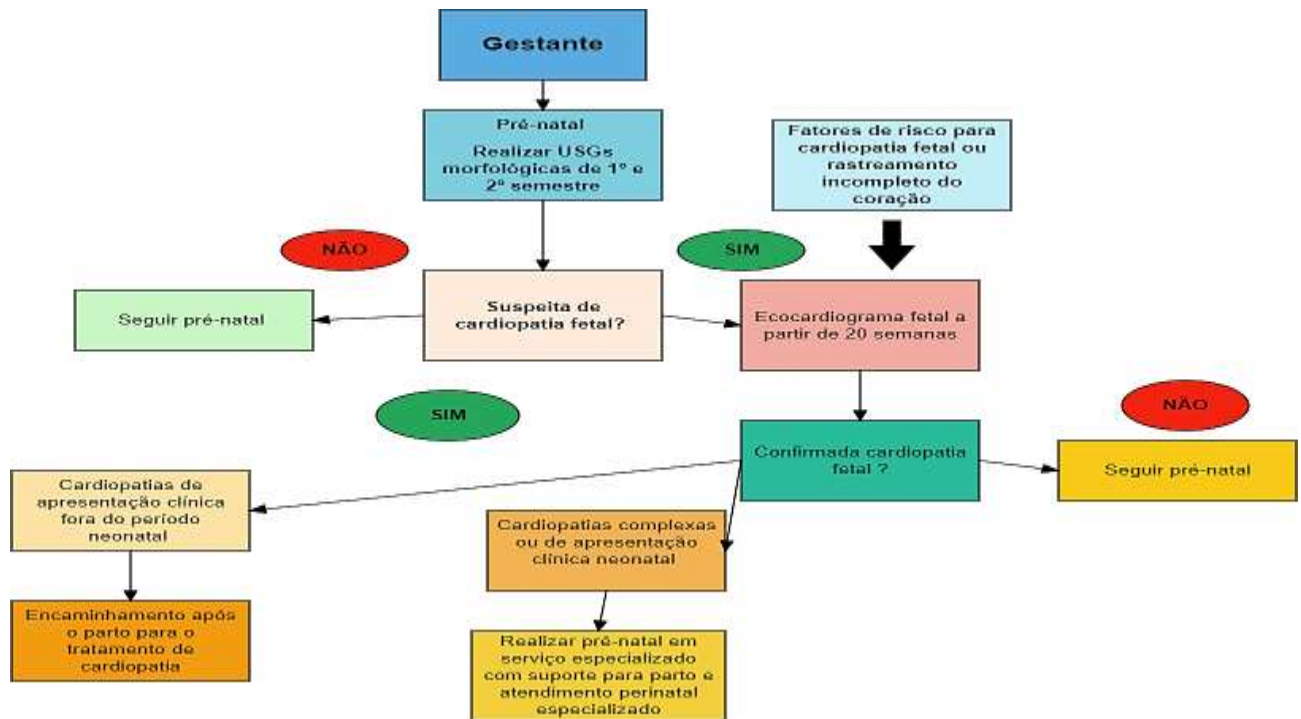 Gestante
Pré-natal
Realizar USGs
morfológicas de 1º e
2º semestre
Fatores de risco para
cardiopatia fetal ou
rastreamento
incompleto do
coração
NÃO
SIM
Seguir pré-natal
Suspeita de
cardiopatia fetal?
Ecocardiograma fetal a
partir de 20 semanas
SIM
NÃO
Confirmada cardiopatia
fetal ?
Seguir pré-natal
Cardiopatias de
apresentação clínica
fora do período
neonatal
Cardiopatias complexas
ou de apresentação
clínica neonatal
Encaminhamento após
o parto para o
tratamento de
cardiopatia
Realizar pré-natal em
serviço especializado
com suporte para parto e
atendimento perinatal
especializado